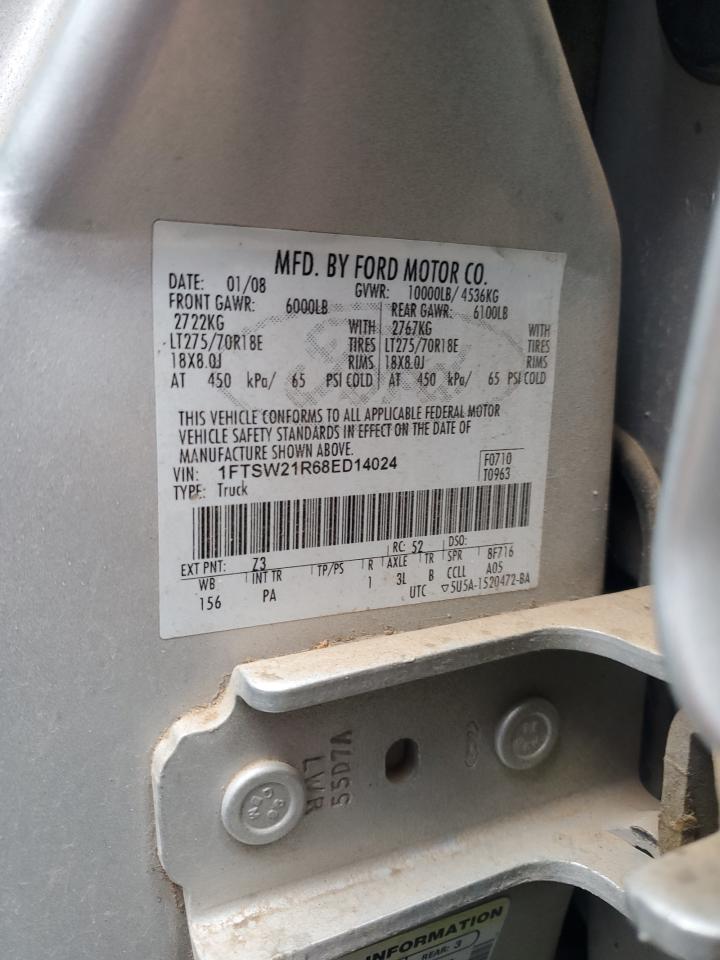 MFD. BY FORD MOTOR CO.
DATE: 01/08 GVWR: 10000LB/ 4536KG
FRONT GAWR: 6000LB REAR GAWR: 6100LB
2722KG WITH 2767KG WITH
LT275/70R18E TIRES LT275/70R18E TIRES
18X8.0J RIMS 18X8.0J RIMS
AT 450 kPa/ 65 PSI COLD AT 450 kPa/ 65 PSI COLD
THIS VEHICLE CONFORMS TO ALL APPLICABLE FEDERAL MOTOR
VEHICLE SAFETY STANDARDS IN EFFECT ON THE DATE OF
MANUFACTURE SHOWN ABOVE.
VIN: 1FTSW21R68ED14024 F0710
TYPE: Truck T0963
EXT PNT: Z3 RC: 52 DSO:
WB INT TR TP/PS R AXLE TR SPR 8F716
156 PA 1 3L B CCLL A05
UTC ▽5U5A-1520472-BA
55D7A
LWR
INFORMATION
REAR: 3